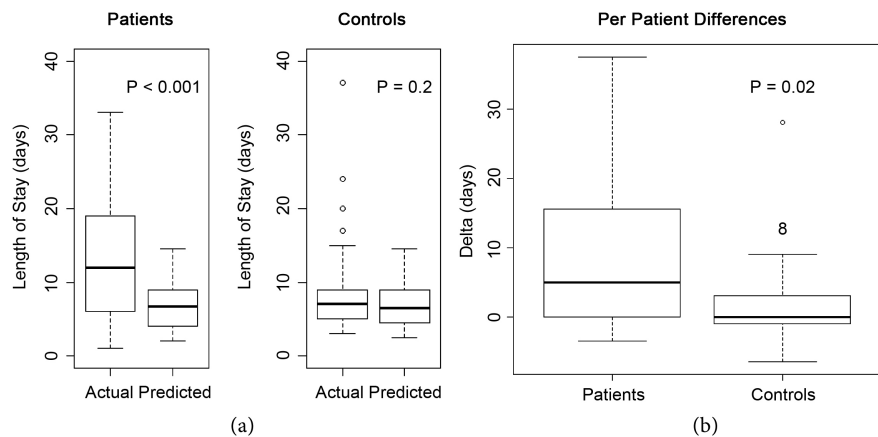 Patients
Controls
Per Patient Differences
40
30
20
10
0
Length of Stay (days)
P < 0.001
Actual Predicted
40
30
20
10
0
Length of Stay (days)
P = 0.2
Actual Predicted
(a)
30
20
10
0
Delta (days)
P = 0.02
Patients
Controls
(b)